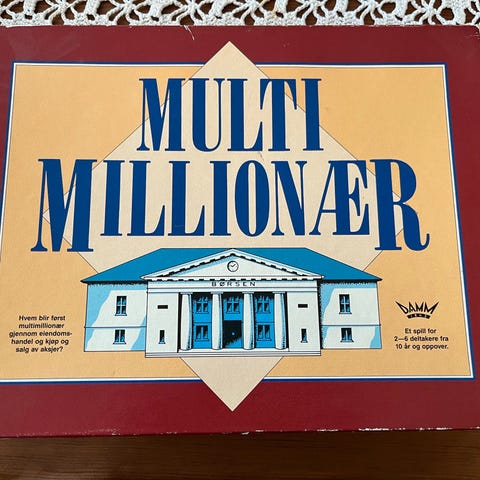 MULTI
MILLIONÆR
BØRSEN
Hvem blir først
multimillionær
gjennom eiendoms-
handel og kjøp og
salg av aksjer?
DAMM
Et spill for
2—6 deltakere fra
10 år og oppover.